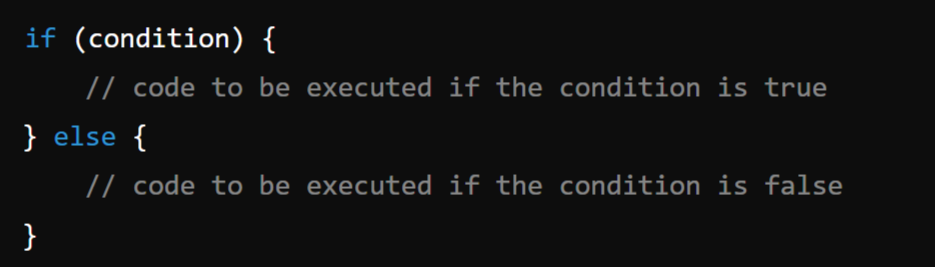 if (condition) {
    // code to be executed if the condition is true
} else {
    // code to be executed if the condition is false
}